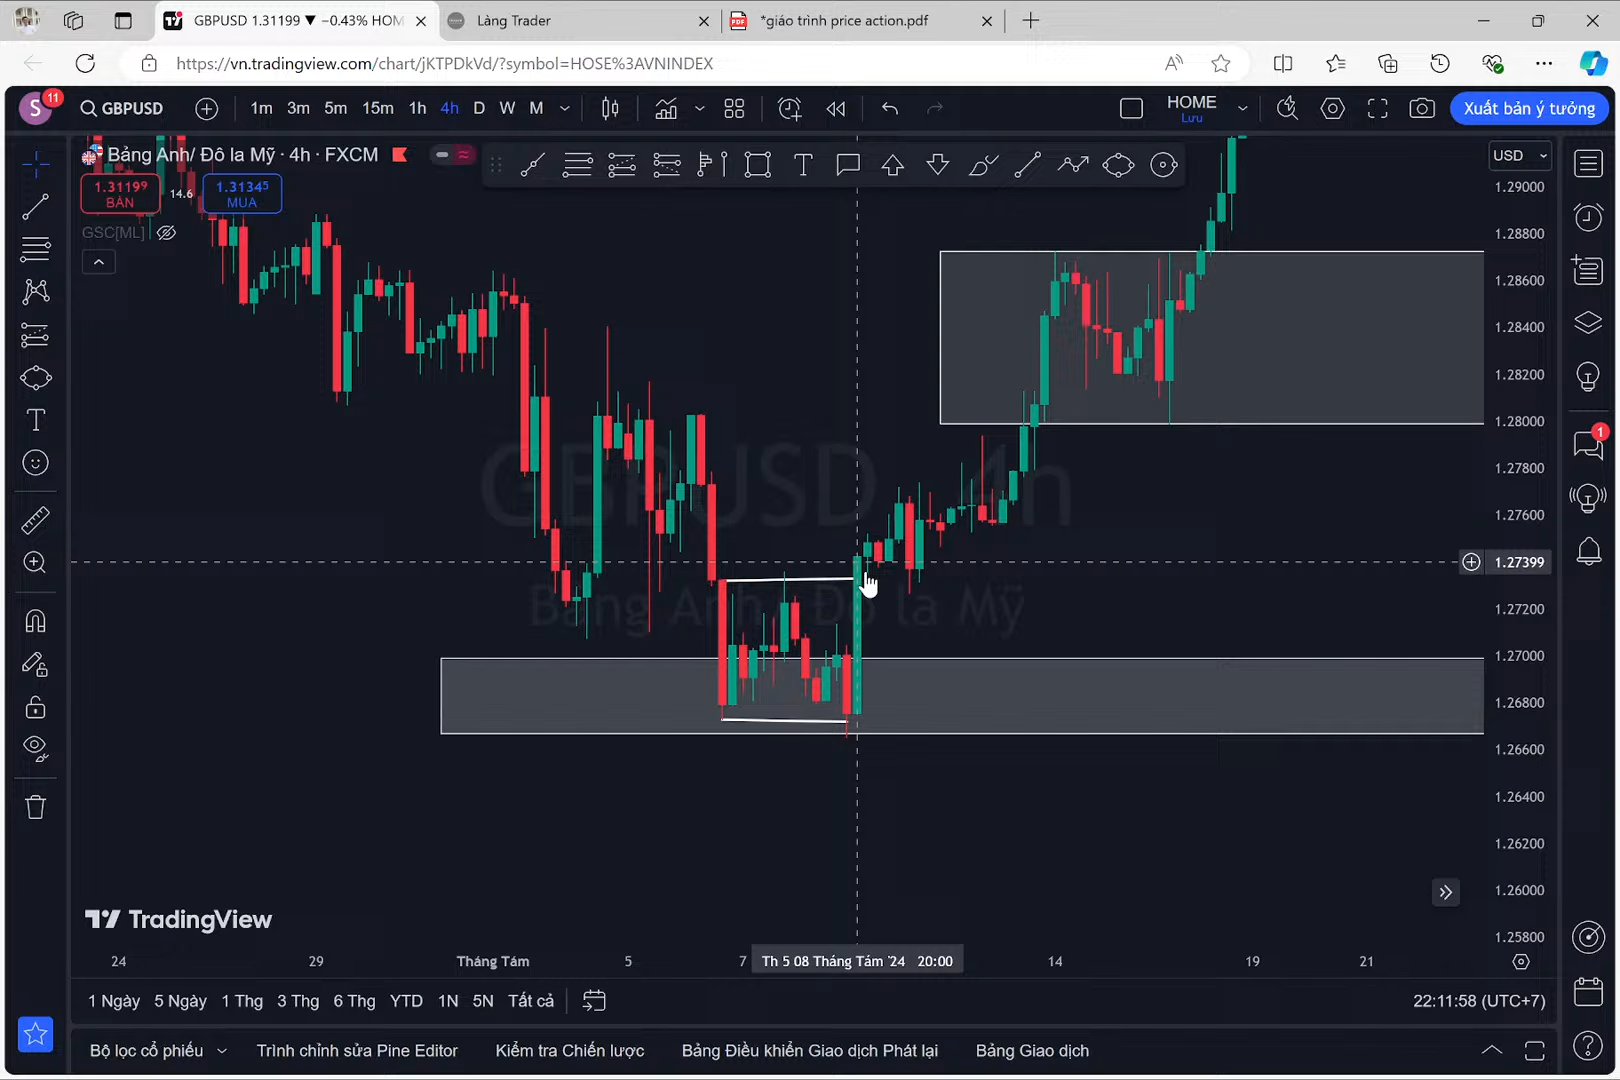 GBPUSD 1.31199 ▼ −0.43% HOM
Làng Trader
*giáo trình price action.pdf
https://vn.tradingview.com/chart/jKTPDkVd/?symbol=HOSE%3AVNINDEX
S
11
GBPUSD
1m 3m 5m 15m 1h 4h D W M
HOME
Lưu
Xuất bản ý tưởng
Bảng Anh/ Đô la Mỹ · 4h · FXCM
USD
1.31199
BÁN
14.6
1.31345
MUA
GSC[ML]
1.29000
1.28800
1.28600
1.28400
1.28200
1.28000
1
1.27800
GBPUSD 4h
1.27600
1.27399
Bảng Anh/ Đô la Mỹ
1.27200
1.27000
1.26800
1.26600
1.26400
1.26200
1.26000
TradingView
1.25800
24 29 Tháng Tám 5 7 Th 5 08 Tháng Tám '24 20:00 14 19 21
1 Ngày 5 Ngày 1 Thg 3 Thg 6 Thg YTD 1N 5N Tất cả
22:11:58 (UTC+7)
Bộ lọc cổ phiếu Trình chỉnh sửa Pine Editor Kiểm tra Chiến lược Bảng Điều khiển Giao dịch Phát lại Bảng Giao dịch